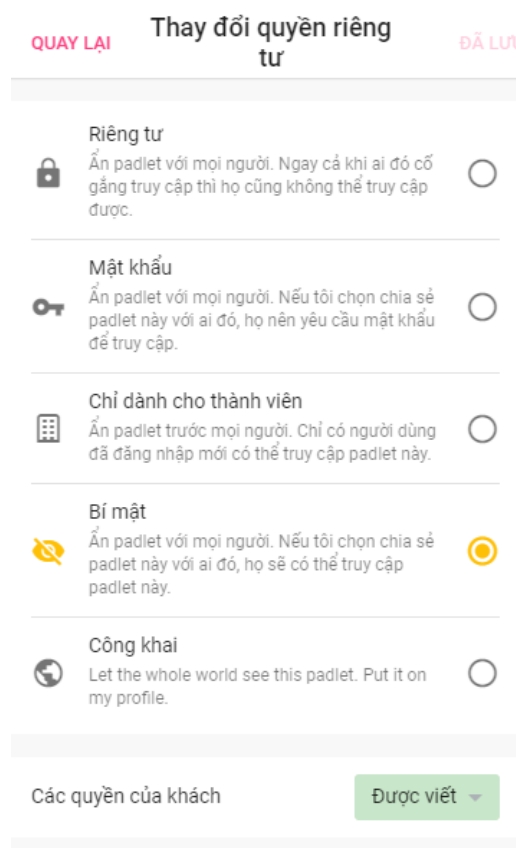 QUAY LẠI
Thay đổi quyền riêng
tư
ĐÃ LƯU
Riêng tư
Ẩn padlet với mọi người. Ngay cả khi ai đó cố
gắng truy cập thì họ cũng không thể truy cập
được.
Mật khẩu
Ẩn padlet với mọi người. Nếu tôi chọn chia sẻ
padlet này với ai đó, họ nên yêu cầu mật khẩu
để truy cập.
Chỉ dành cho thành viên
Ẩn padlet trước mọi người. Chỉ có người dùng
đã đăng nhập mới có thể truy cập padlet này.
Bí mật
Ẩn padlet với mọi người. Nếu tôi chọn chia sẻ
padlet này với ai đó, họ sẽ có thể truy cập
padlet này.
Công khai
Let the whole world see this padlet. Put it on
my profile.
Các quyền của khách
Được viết